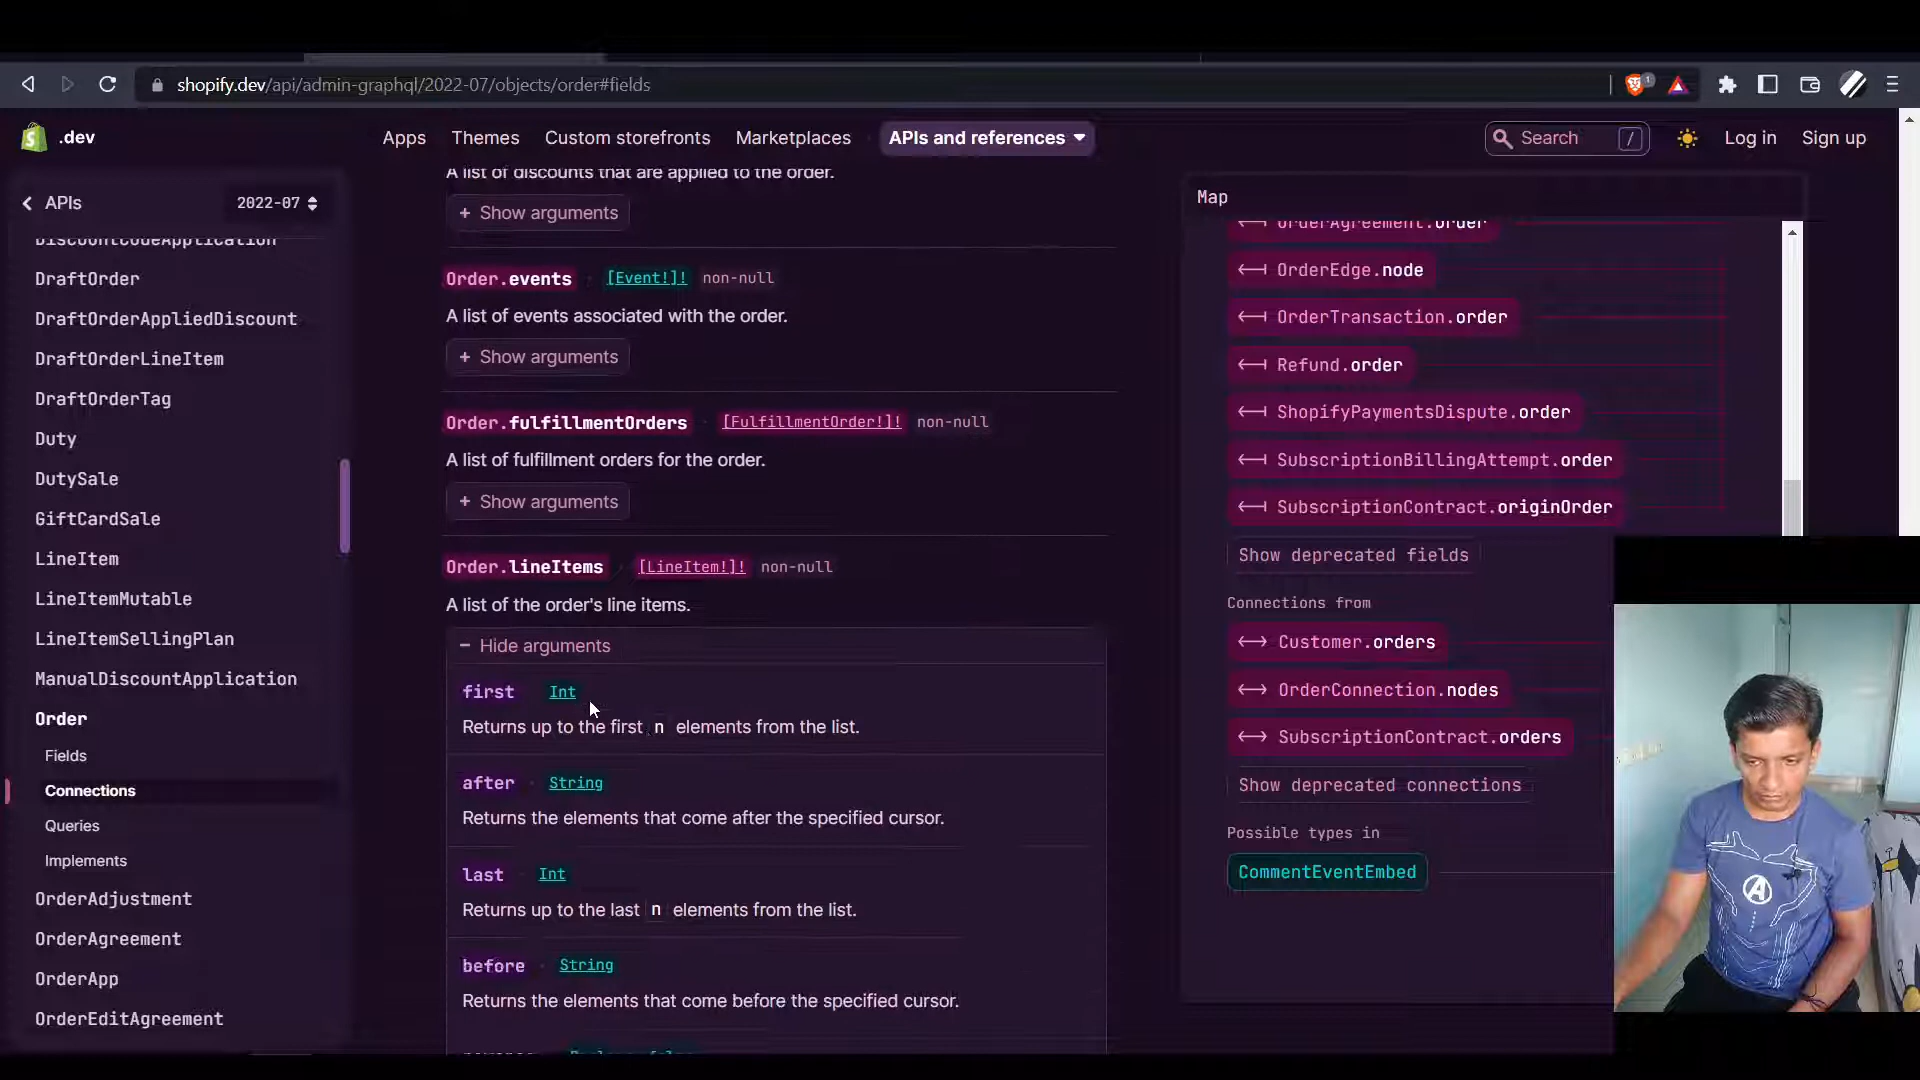 shopify.dev/api/admin-graphql/2022-07/objects/order#fields
1
.dev
Apps
Themes
Custom storefronts
Marketplaces
APIs and references
Search /
Log in
Sign up
APIs
2022-07
DiscountCodeApplication
DraftOrder
DraftOrderAppliedDiscount
DraftOrderLineItem
DraftOrderTag
Duty
DutySale
GiftCardSale
LineItem
LineItemMutable
LineItemSellingPlan
ManualDiscountApplication
Order
Fields
Connections
Queries
Implements
OrderAdjustment
OrderAgreement
OrderApp
OrderEditAgreement
A list of discounts that are applied to the order.
+ Show arguments
Order.events · [Event!]! non-null
A list of events associated with the order.
+ Show arguments
Order.fulfillmentOrders · [FulfillmentOrder!]! non-null
A list of fulfillment orders for the order.
+ Show arguments
Order.lineItems · [LineItem!]! non-null
A list of the order's line items.
− Hide arguments
first · Int
Returns up to the first n elements from the list.
after · String
Returns the elements that come after the specified cursor.
last · Int
Returns up to the last n elements from the list.
before · String
Returns the elements that come before the specified cursor.
Map
OrderAgreement.order
OrderEdge.node
OrderTransaction.order
Refund.order
ShopifyPaymentsDispute.order
SubscriptionBillingAttempt.order
SubscriptionContract.originOrder
Show deprecated fields
Connections from
Customer.orders
OrderConnection.nodes
SubscriptionContract.orders
Show deprecated connections
Possible types in
CommentEventEmbed